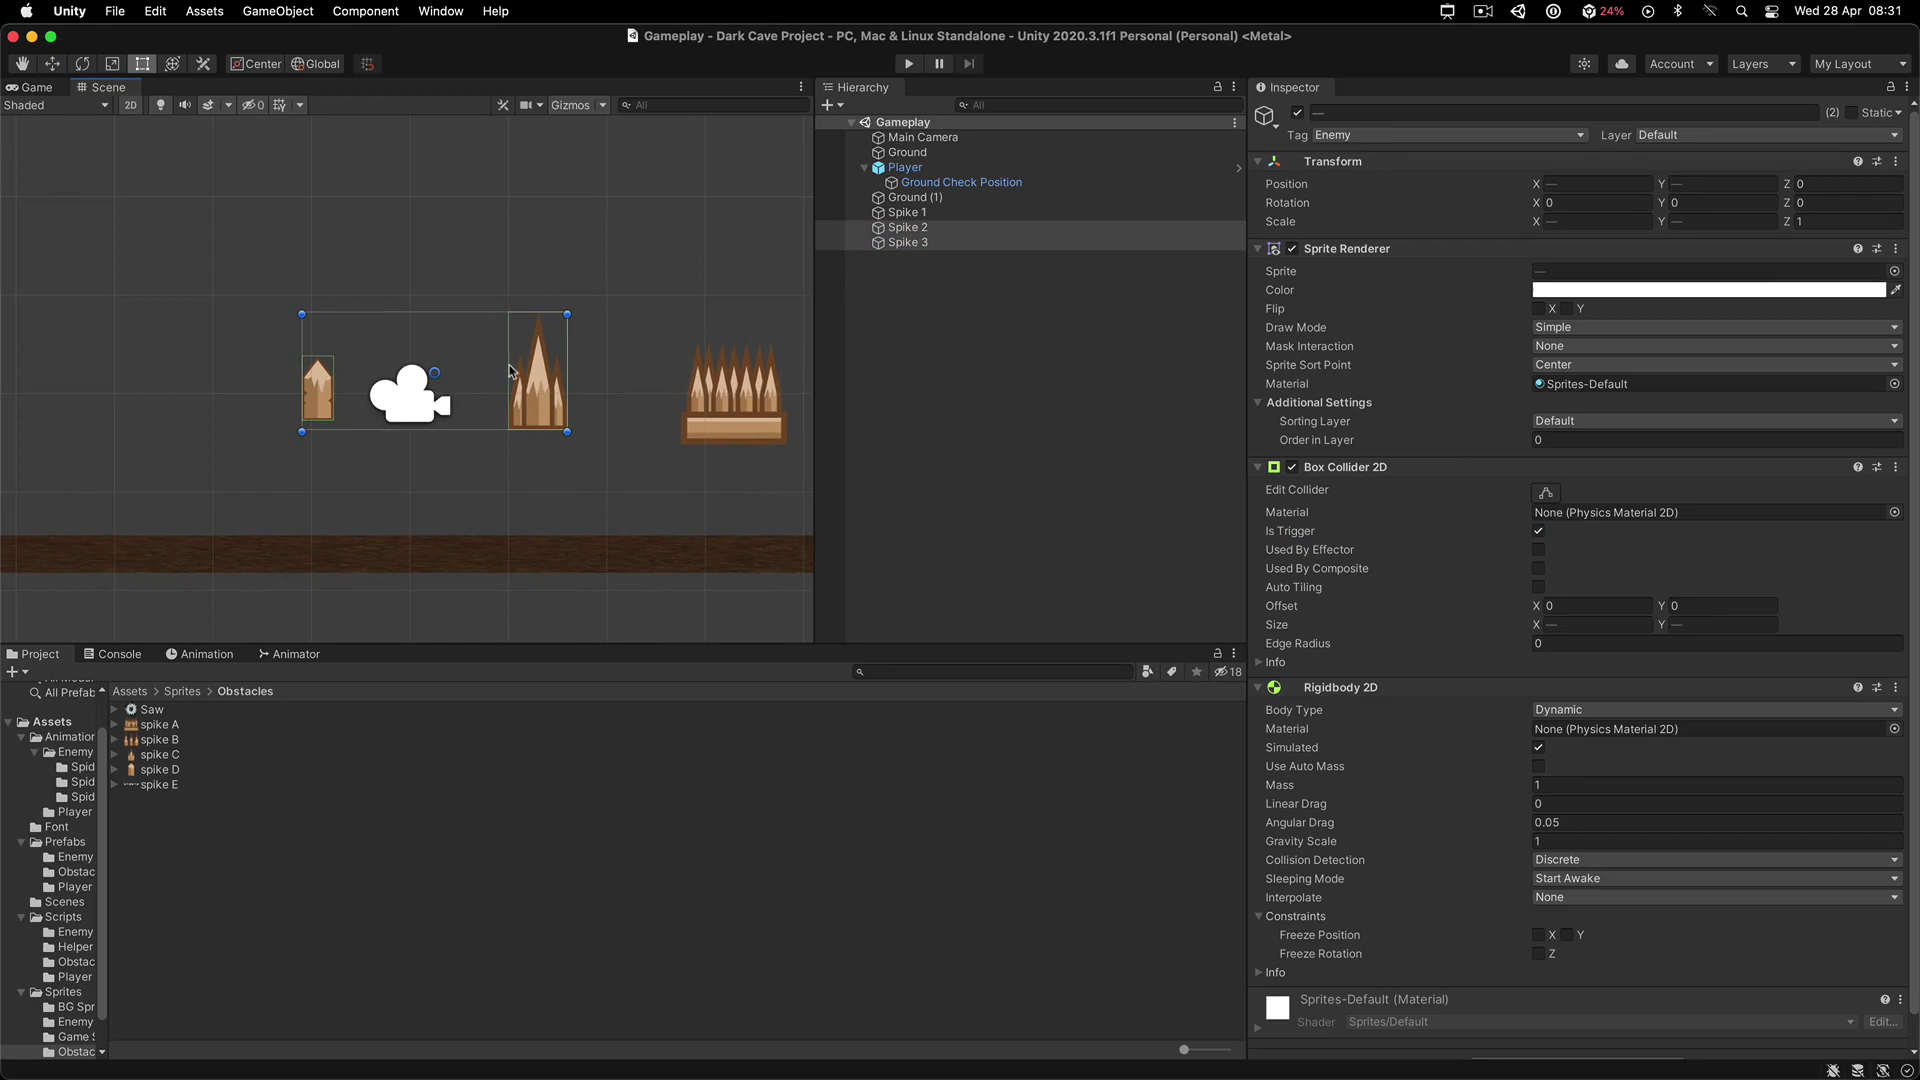 Unity File Edit Assets GameObject Component Window Help 24% Wed 28 Apr 08:31
Gameplay - Dark Cave Project - PC, Mac & Linux Standalone - Unity 2020.3.1f1 Personal (Personal) <Metal>
Center Global Account Layers My Layout
Game Scene
Shaded 2D 0 Gizmos All
Hierarchy
All
Gameplay
Main Camera
Ground
Player
Ground Check Position
Ground (1)
Spike 1
Spike 2
Spike 3
Inspector
— (2) Static
Tag Enemy Layer Default
Transform
Position X — Y — Z 0
Rotation X 0 Y 0 Z 0
Scale X — Y — Z 1
Sprite Renderer
Sprite —
Color
Flip X Y
Draw Mode Simple
Mask Interaction None
Sprite Sort Point Center
Material Sprites-Default
Additional Settings
Sorting Layer Default
Order in Layer 0
Box Collider 2D
Edit Collider
Material None (Physics Material 2D)
Is Trigger
Used By Effector
Used By Composite
Auto Tiling
Offset X 0 Y 0
Size X — Y —
Edge Radius 0
Info
Rigidbody 2D
Body Type Dynamic
Material None (Physics Material 2D)
Simulated
Use Auto Mass
Mass 1
Linear Drag 0
Angular Drag 0.05
Gravity Scale 1
Collision Detection Discrete
Sleeping Mode Start Awake
Interpolate None
Constraints
Freeze Position X Y
Freeze Rotation Z
Info
Sprites-Default (Material)
Shader Sprites/Default Edit...
Project Console Animation Animator
18
All Prefab
Assets
Animation
Enemy
Spid
Spid
Spid
Player
Font
Prefabs
Enemy
Obstac
Player
Scenes
Scripts
Enemy
Helper
Obstac
Player
Sprites
BG Spr
Enemy
Game S
Obstac
Assets > Sprites > Obstacles
Saw
spike A
spike B
spike C
spike D
spike E